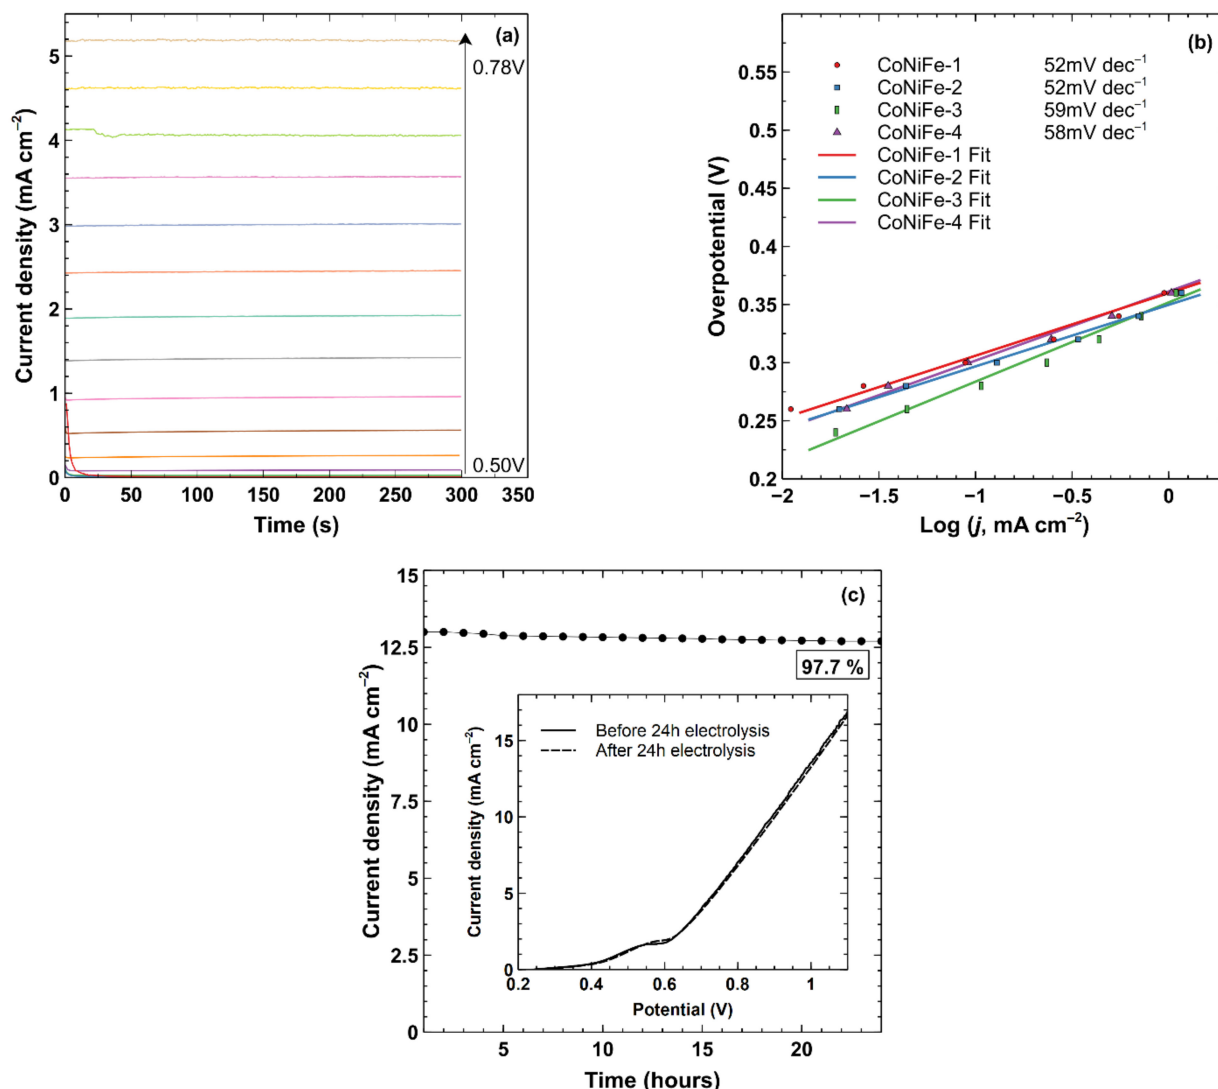 (a)
0.78V
0.50V
5
4
3
2
1
0
Current density (mA cm⁻²)
0 50 100 150 200 250 300 350
Time (s)
(b)
CoNiFe-1 52mV dec⁻¹
CoNiFe-2 52mV dec⁻¹
CoNiFe-3 59mV dec⁻¹
CoNiFe-4 58mV dec⁻¹
CoNiFe-1 Fit
CoNiFe-2 Fit
CoNiFe-3 Fit
CoNiFe-4 Fit
0.55
0.5
0.45
0.4
0.35
0.3
0.25
0.2
Overpotential (V)
−2 −1.5 −1 −0.5 0
Log (j, mA cm⁻²)
(c)
15
12.5
10
7.5
5
2.5
0
Current density (mA cm⁻²)
97.7 %
Before 24h electrolysis
After 24h electrolysis
15
10
5
0
Current density (mA cm⁻²)
0.2 0.4 0.6 0.8 1
Potential (V)
5 10 15 20
Time (hours)